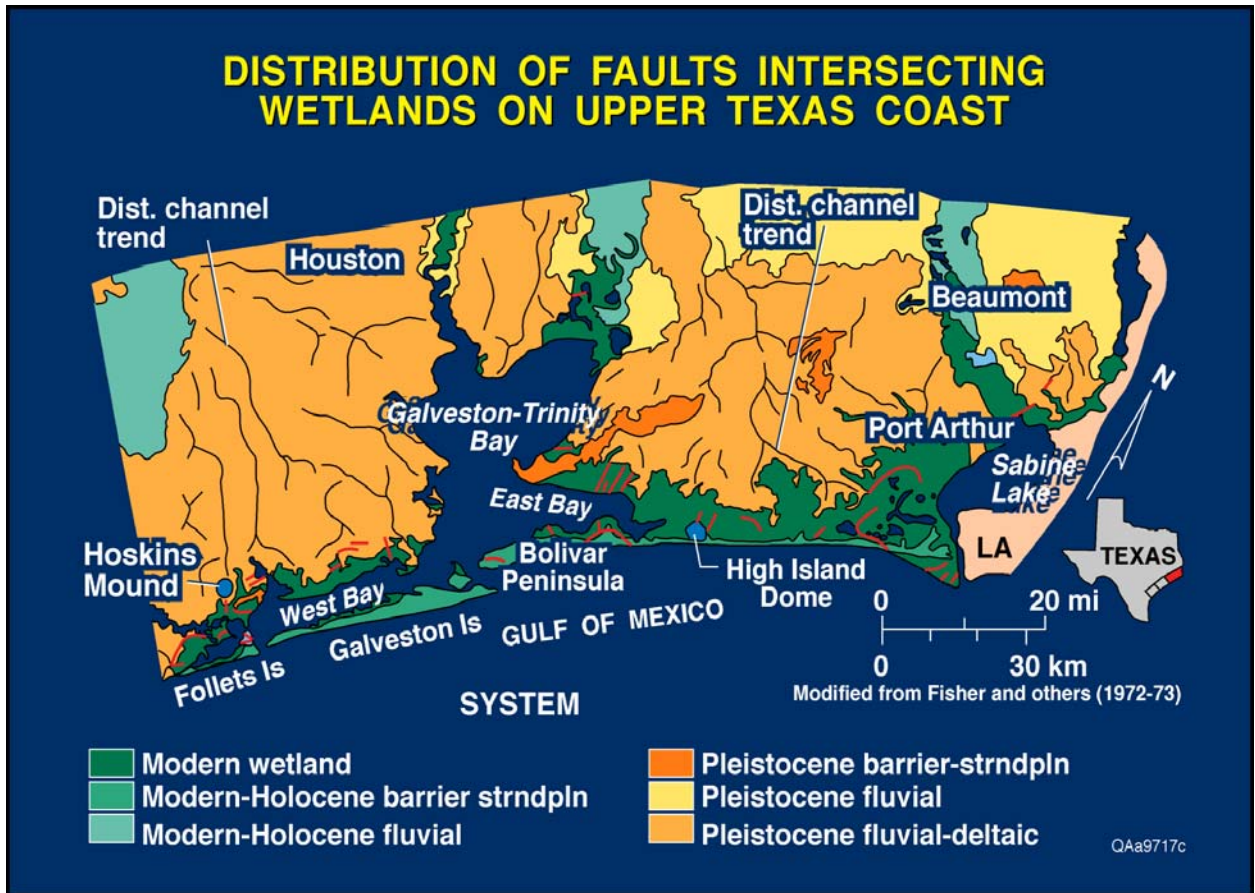 DISTRIBUTION OF FAULTS INTERSECTING
WETLANDS ON UPPER TEXAS COAST
Dist. channel
trend
Houston
Dist. channel
trend
Beaumont
N
Galveston-Trinity
Bay
Port Arthur
Sabine
Lake
East Bay
Hoskins
Mound
West Bay
Bolivar
Peninsula
High Island
Dome
LA
TEXAS
Galveston Is
GULF OF MEXICO
Follets Is
0 20 mi
0 30 km
Modified from Fisher and others (1972-73)
SYSTEM
Modern wetland
Modern-Holocene barrier strndpln
Modern-Holocene fluvial
Pleistocene barrier-strndpln
Pleistocene fluvial
Pleistocene fluvial-deltaic
QAa9717c